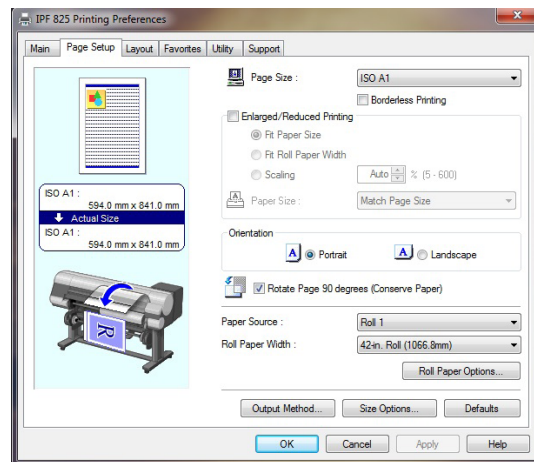 IPF 825 Printing Preferences
Main Page Setup Layout Favorites Utility Support
Page Size : ISO A1
Borderless Printing
Enlarged/Reduced Printing
Fit Paper Size
Fit Roll Paper Width
Scaling Auto % (5 - 600)
Paper Size : Match Page Size
ISO A1 :
594.0 mm x 841.0 mm
Actual Size
ISO A1 :
594.0 mm x 841.0 mm
Orientation
A Portrait A Landscape
Rotate Page 90 degrees (Conserve Paper)
Paper Source : Roll 1
Roll Paper Width : 42-in. Roll (1066.8mm)
Roll Paper Options...
Output Method... Size Options... Defaults
OK Cancel Apply Help